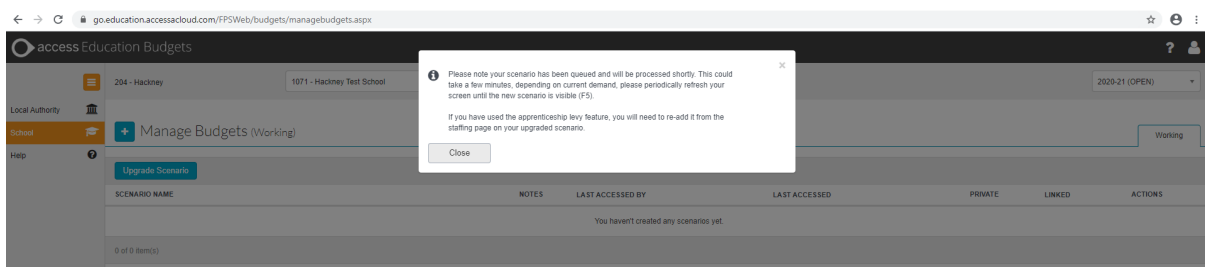 go.education.accessacloud.com/FPSWeb/budgets/managebudgets.aspx
access Education Budgets
?
204 - Hackney
1071 - Hackney Test School
2020-21 (OPEN)
Local Authority
School
Help
Manage Budgets (Working)
Working
Please note your scenario has been queued and will be processed shortly. This could
take a few minutes, depending on current demand, please periodically refresh your
screen until the new scenario is visible (F5).
If you have used the apprenticeship levy feature, you will need to re-add it from the
staffing page on your upgraded scenario.
Close
Upgrade Scenario
SCENARIO NAME NOTES LAST ACCESSED BY LAST ACCESSED PRIVATE LINKED ACTIONS
You haven't created any scenarios yet.
0 of 0 item(s)